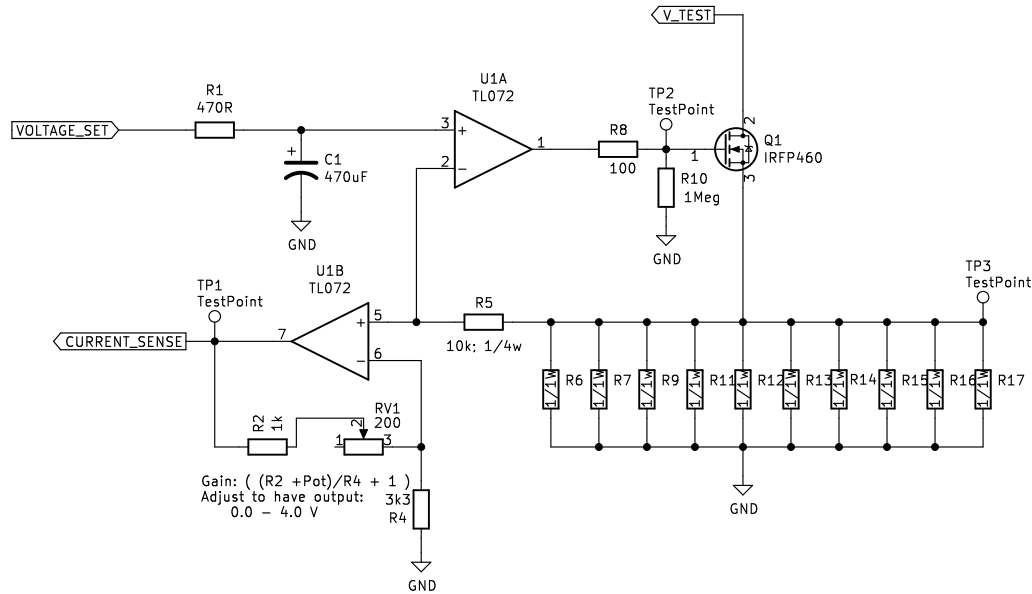 V_TEST
U1A
TL072
R1
470R
TP2
TestPoint
VOLTAGE_SET
3
+
2
-
1
R8
100
1
2
3
Q1
IRFP460
+
C1
470uF
R10
1Meg
GND
GND
U1B
TL072
TP1
TestPoint
TP3
TestPoint
CURRENT_SENSE
7
+
5
-
6
R5
10k; 1/4w
1/1w
R6
1/1w
R7
1/1w
R9
1/1w
R11
1/1w
R12
1/1w
R13
1/1w
R14
1/1w
R15
1/1w
R16
1/1w
R17
R2
1k
RV1
200
1
2
3
Gain: ( (R2 +Pot)/R4 + 1 )
Adjust to have output:
0.0 - 4.0 V
3k3
R4
GND
GND